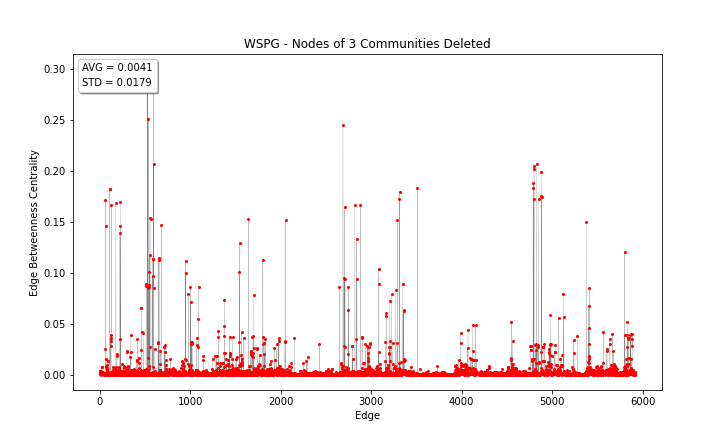 WSPG - Nodes of 3 Communities Deleted
AVG = 0.0041
STD = 0.0179
0.30
0.25
0.20
0.15
0.10
0.05
0.00
Edge Betweenness Centrality
0 1000 2000 3000 4000 5000 6000
Edge